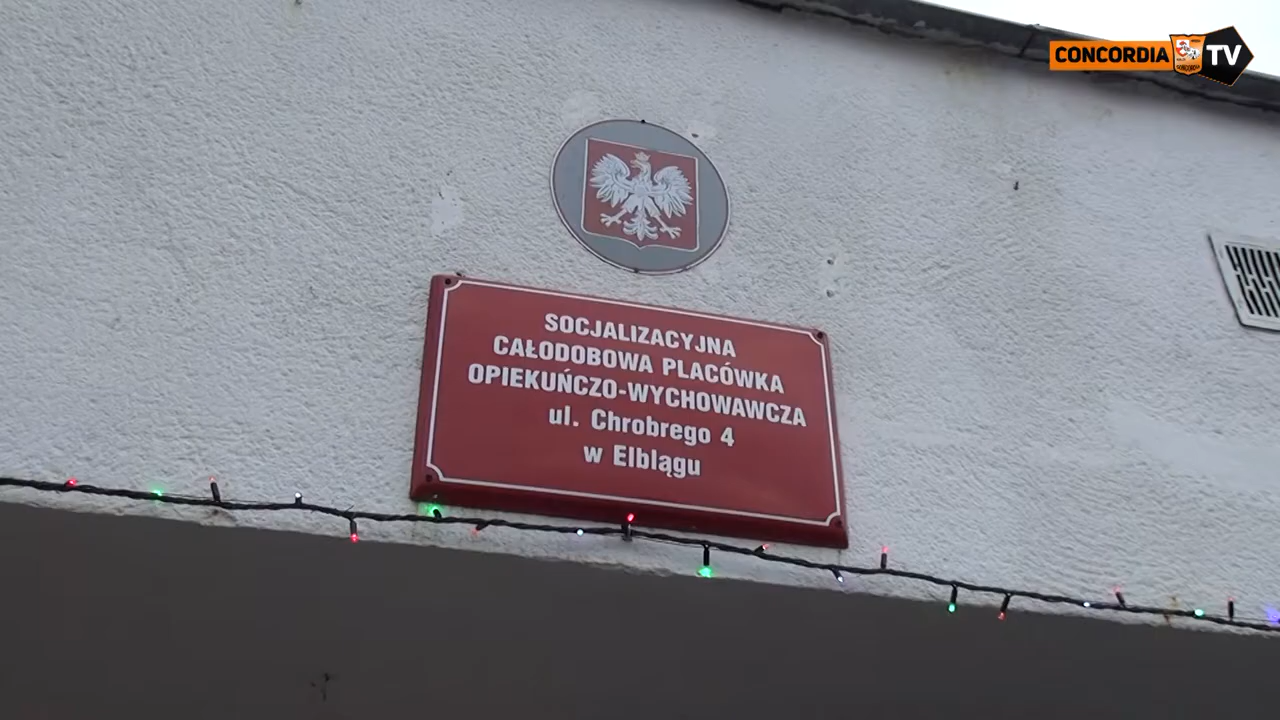 CONCORDIA TV
SOCJALIZACYJNA
CAŁODOBOWA PLACÓWKA
OPIEKUŃCZO-WYCHOWAWCZA
ul. Chrobrego 4
w Elblągu